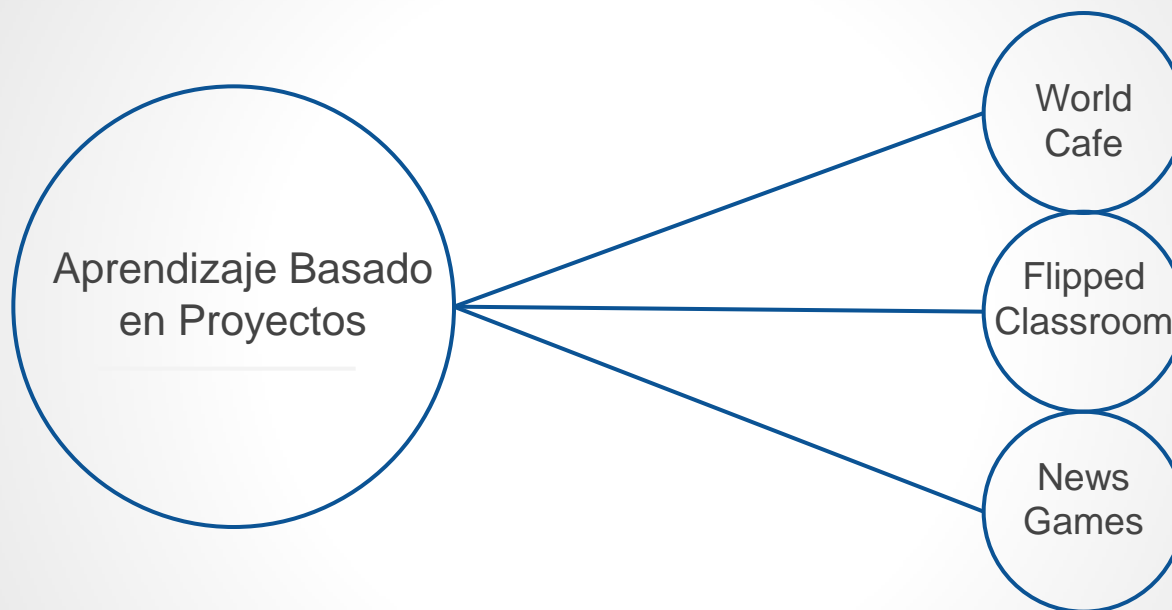 Aprendizaje Basado
en Proyectos
World
Cafe
Flipped
Classroom
News
Games